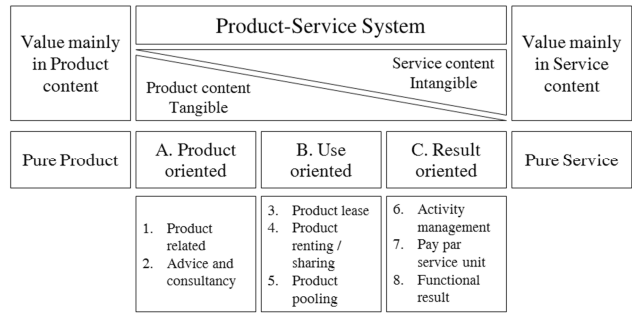 Value mainly
in Product
content
Product-Service System
Product content
Tangible
Service content
Intangible
Value mainly
in Service
content
Pure Product
A. Product
oriented
B. Use
oriented
C. Result
oriented
Pure Service
1. Product
related
2. Advice and
consultancy
3. Product lease
4. Product
renting /
sharing
5. Product
pooling
6. Activity
management
7. Pay par
service unit
8. Functional
result